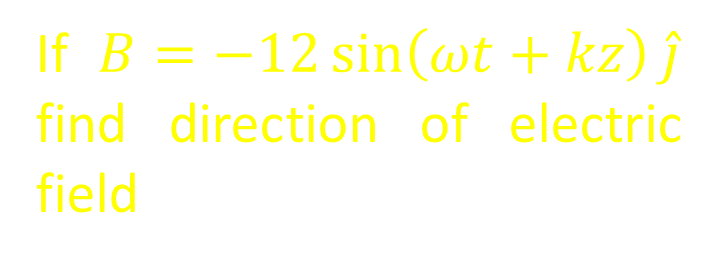 If B = −12 sin(ωt + kz) ĵ
find direction of electric
field